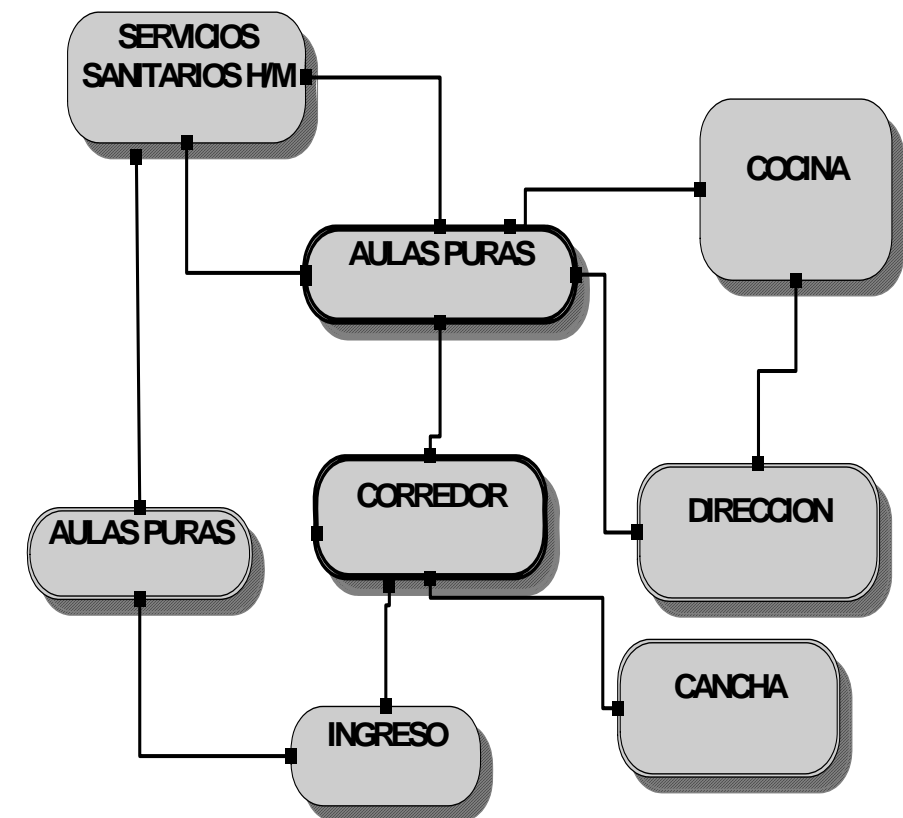 SERVICIOS
SANITARIOS H/M
COCINA
AULAS PURAS
CORREDOR
DIRECCION
AULAS PURAS
CANCHA
INGRESO